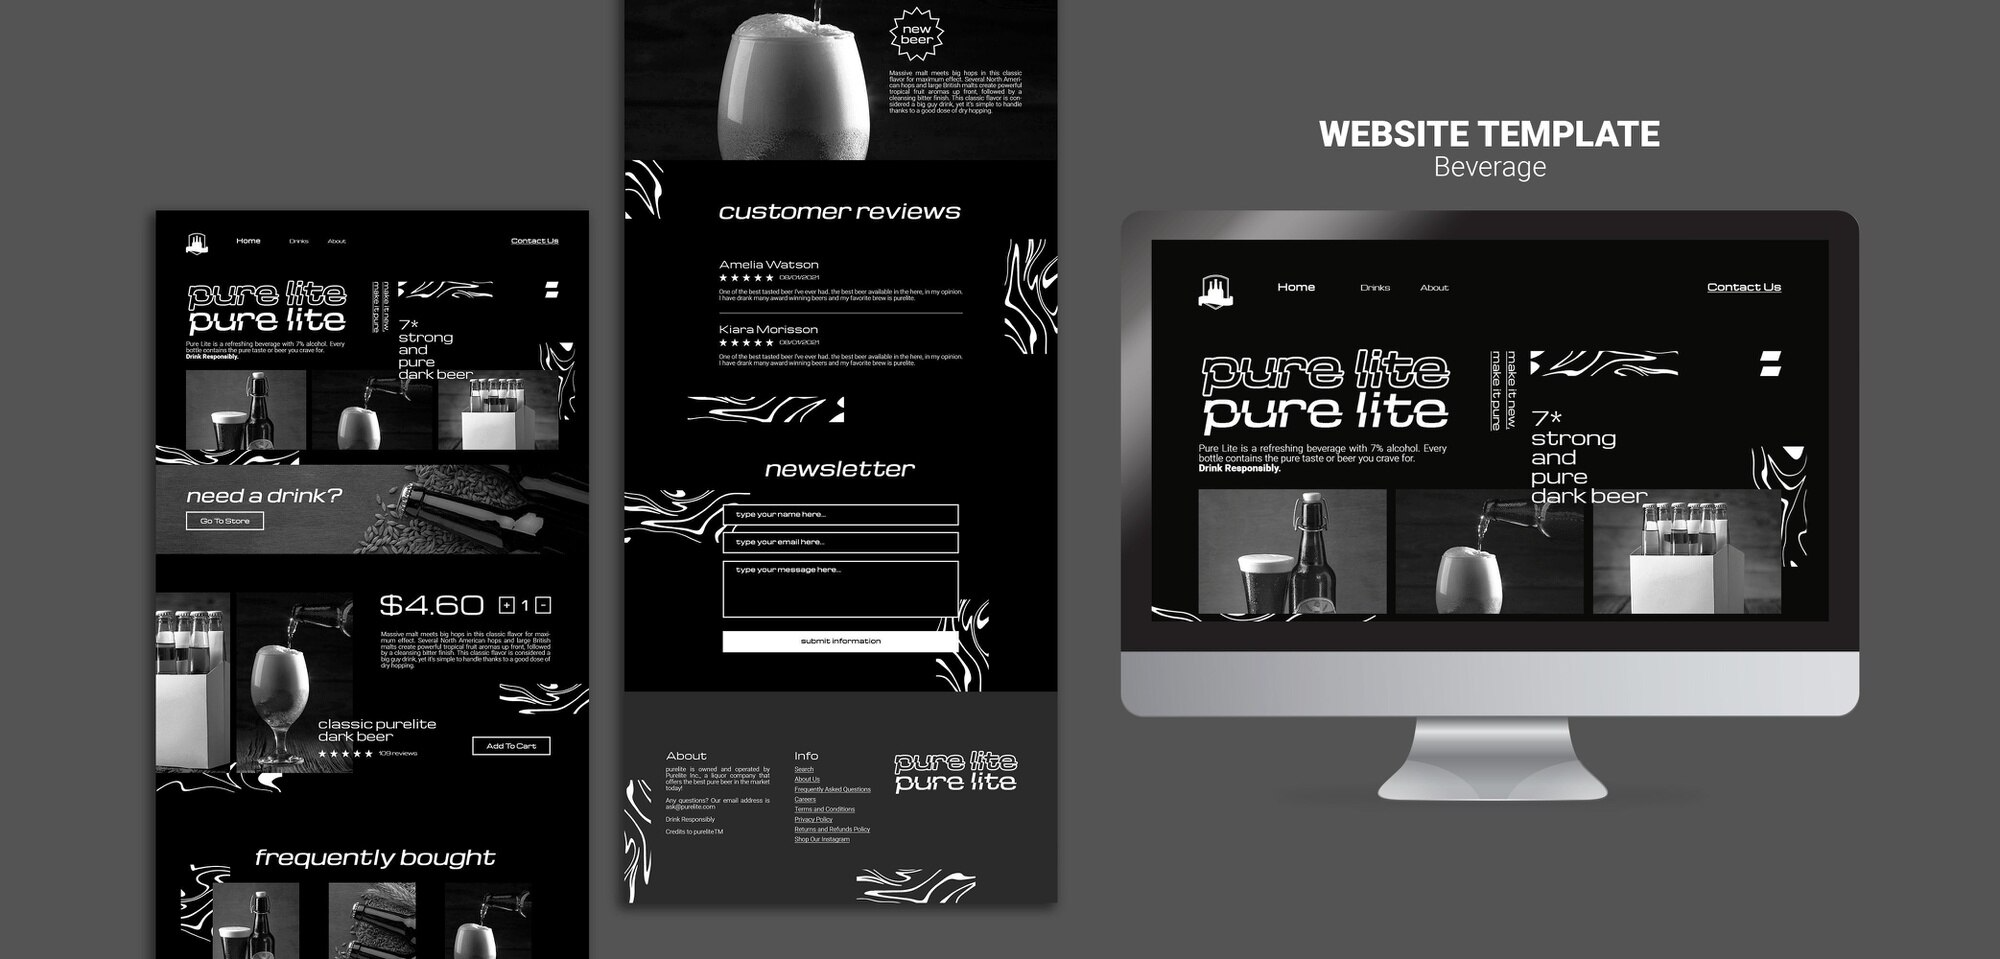 Home Drinks About Contact Us
pure lite
pure lite
make it new,
make it pure
Pure Lite is a refreshing beverage with 7% alcohol. Every
bottle contains the pure taste or beer you crave for.
Drink Responsibly.
7*
strong
and
pure
dark beer
need a drink?
Go To Store
$4.60 + 1 -
Massive malt meets big hops in this classic flavor for maxi-
mum effect. Several North American hops and large British
malts create powerful tropical fruit aromas up front, followed
by a cleansing bitter finish. This classic flavor is considered a
big guy drink, yet it's simple to handle thanks to a good dose of
dry hopping.
classic purelite
dark beer
109 reviews
Add To Cart
frequently bought
new
beer
Massive malt meets big hops in this classic
flavor for maximum effect. Several North Ameri-
can hops and large British malts create powerful
tropical fruit aromas up front, followed by a
cleansing bitter finish. This classic flavor is con-
sidered a big guy drink, yet it's simple to handle
thanks to a good dose of dry hopping.
customer reviews
Amelia Watson
★ ★ ★ ★ ★ 08/01/2021
One of the best tasted beer I've ever had. the best beer available in the here, in my opinion.
I have drank many award winning beers and my favorite brew is purelite.
Kiara Morisson
★ ★ ★ ★ ★ 08/01/2021
One of the best tasted beer I've ever had. the best beer available in the here, in my opinion.
I have drank many award winning beers and my favorite brew is purelite.
newsletter
type your name here...
type your email here...
type your message here...
submit information
About
purelite is owned and operated by
Purelite Inc., a liquor company that
offers the best pure beer in the market
today!
Any questions? Our email address is
ask@purelite.com
Drink Responsibly
Credits to pureliteTM
Info
Search
About Us
Frequently Asked Questions
Careers
Terms and Conditions
Privacy Policy
Returns and Refunds Policy
Shop Our Instagram
pure lite
pure lite
WEBSITE TEMPLATE
Beverage
Home Drinks About Contact Us
pure lite
pure lite
make it new,
make it pure
Pure Lite is a refreshing beverage with 7% alcohol. Every
bottle contains the pure taste or beer you crave for.
Drink Responsibly.
7*
strong
and
pure
dark beer